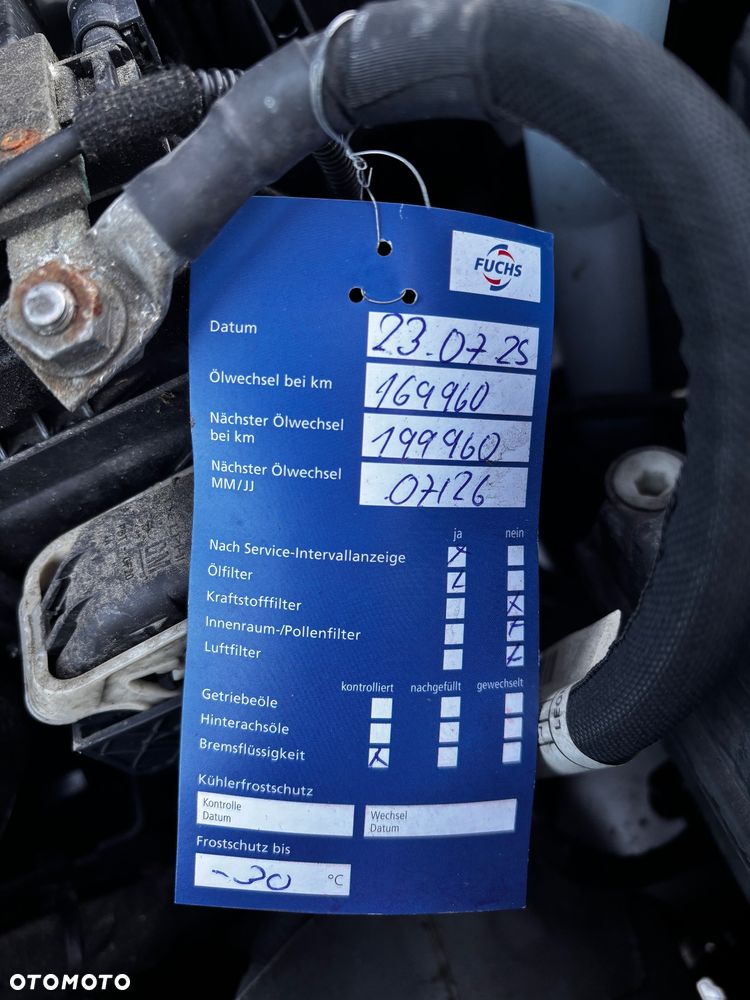 FUCHS
Datum 23.07 25
Ölwechsel bei km 169960
Nächster Ölwechsel
bei km 199960
Nächster Ölwechsel
MM/JJ 07/26
ja nein
Nach Service-Intervallanzeige
Ölfilter
Kraftstofffilter
Innenraum-/Pollenfilter
Luftfilter
kontrolliert nachgefüllt gewechselt
Getriebeöle
Hinterachsöle
Bremsflüssigkeit
Kühlerfrostschutz
Kontrolle
Datum
Wechsel
Datum
Frostschutz bis
-30 °C
OTOMOTO